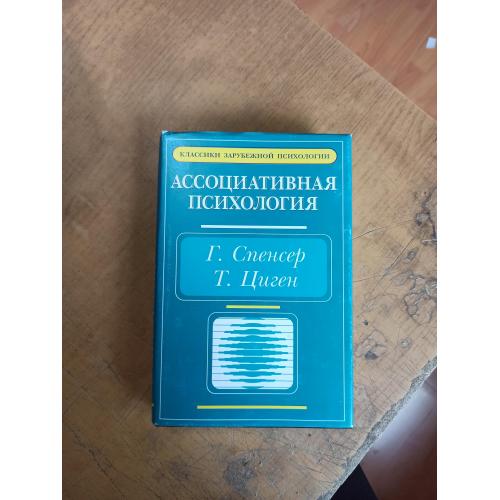 КЛАССИКИ ЗАРУБЕЖНОЙ ПСИХОЛОГИИ
АССОЦИАТИВНАЯ
ПСИХОЛОГИЯ
Г. Спенсер
Т. Циген